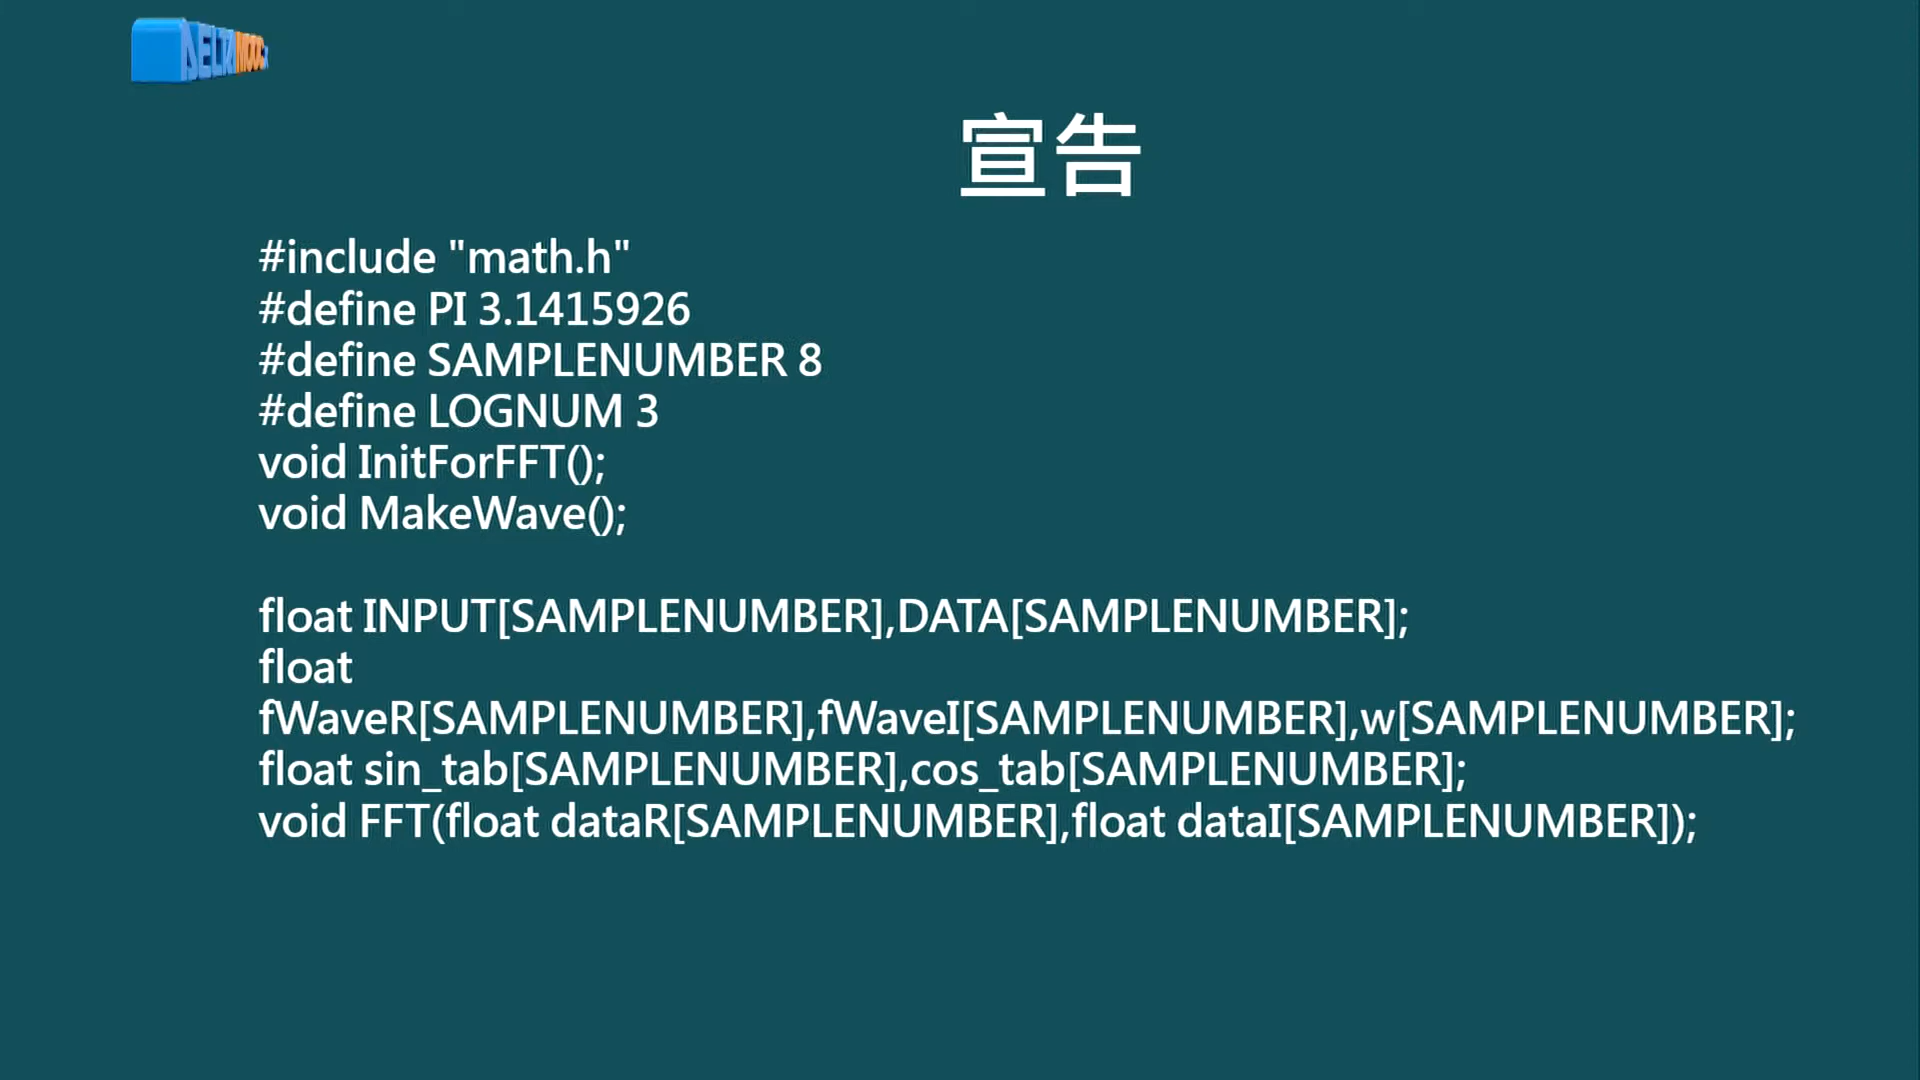 DELTA MOOCx
宣告
#include "math.h"
#define PI 3.1415926
#define SAMPLENUMBER 8
#define LOGNUM 3
void InitForFFT();
void MakeWave();
float INPUT[SAMPLENUMBER],DATA[SAMPLENUMBER];
float
fWaveR[SAMPLENUMBER],fWaveI[SAMPLENUMBER],w[SAMPLENUMBER];
float sin_tab[SAMPLENUMBER],cos_tab[SAMPLENUMBER];
void FFT(float dataR[SAMPLENUMBER],float dataI[SAMPLENUMBER]);